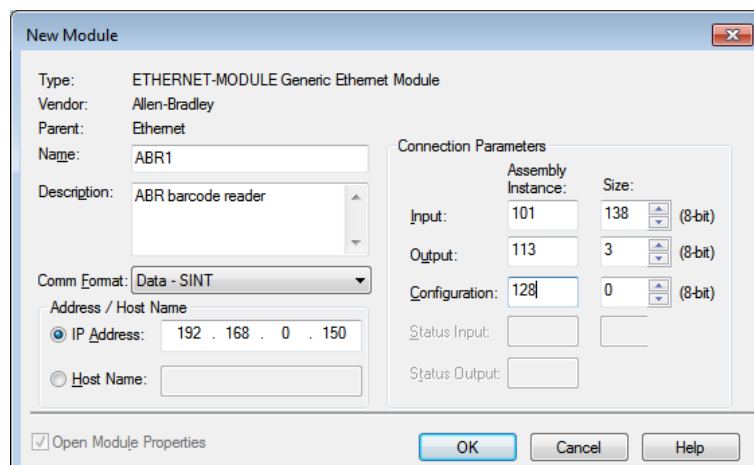 New Module
Type: ETHERNET-MODULE Generic Ethernet Module
Vendor: Allen-Bradley
Parent: Ethernet
Name: ABR1
Description: ABR barcode reader
Comm Format: Data - SINT
Address / Host Name
IP Address: 192 . 168 . 0 . 150
Host Name:
Connection Parameters
Assembly
Instance: Size:
Input: 101 138 (8-bit)
Output: 113 3 (8-bit)
Configuration: 128 0 (8-bit)
Status Input:
Status Output:
Open Module Properties
OK Cancel Help